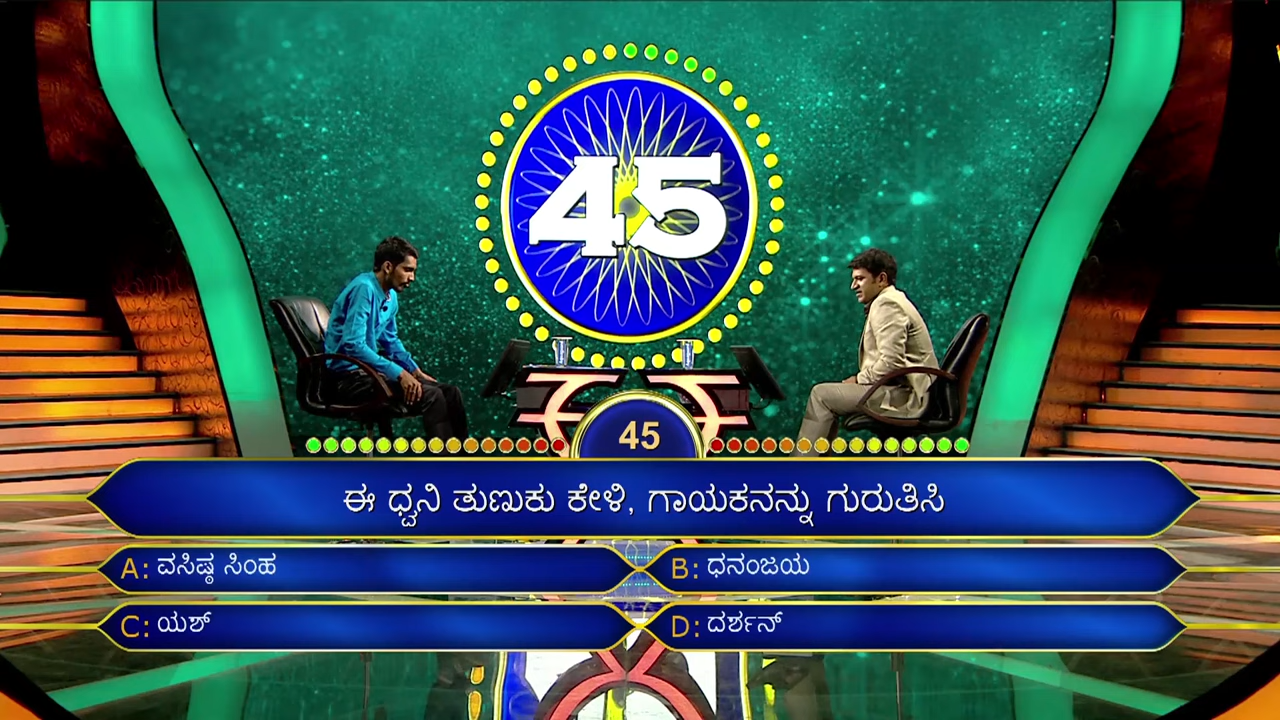 45
45
ಈ ಧ್ವನಿ ತುಣುಕು ಕೇಳಿ, ಗಾಯಕನನ್ನು ಗುರುತಿಸಿ
A: ವಸಿಷ್ಠ ಸಿಂಹ
B: ಧನಂಜಯ
C: ಯಶ್
D: ದರ್ಶನ್